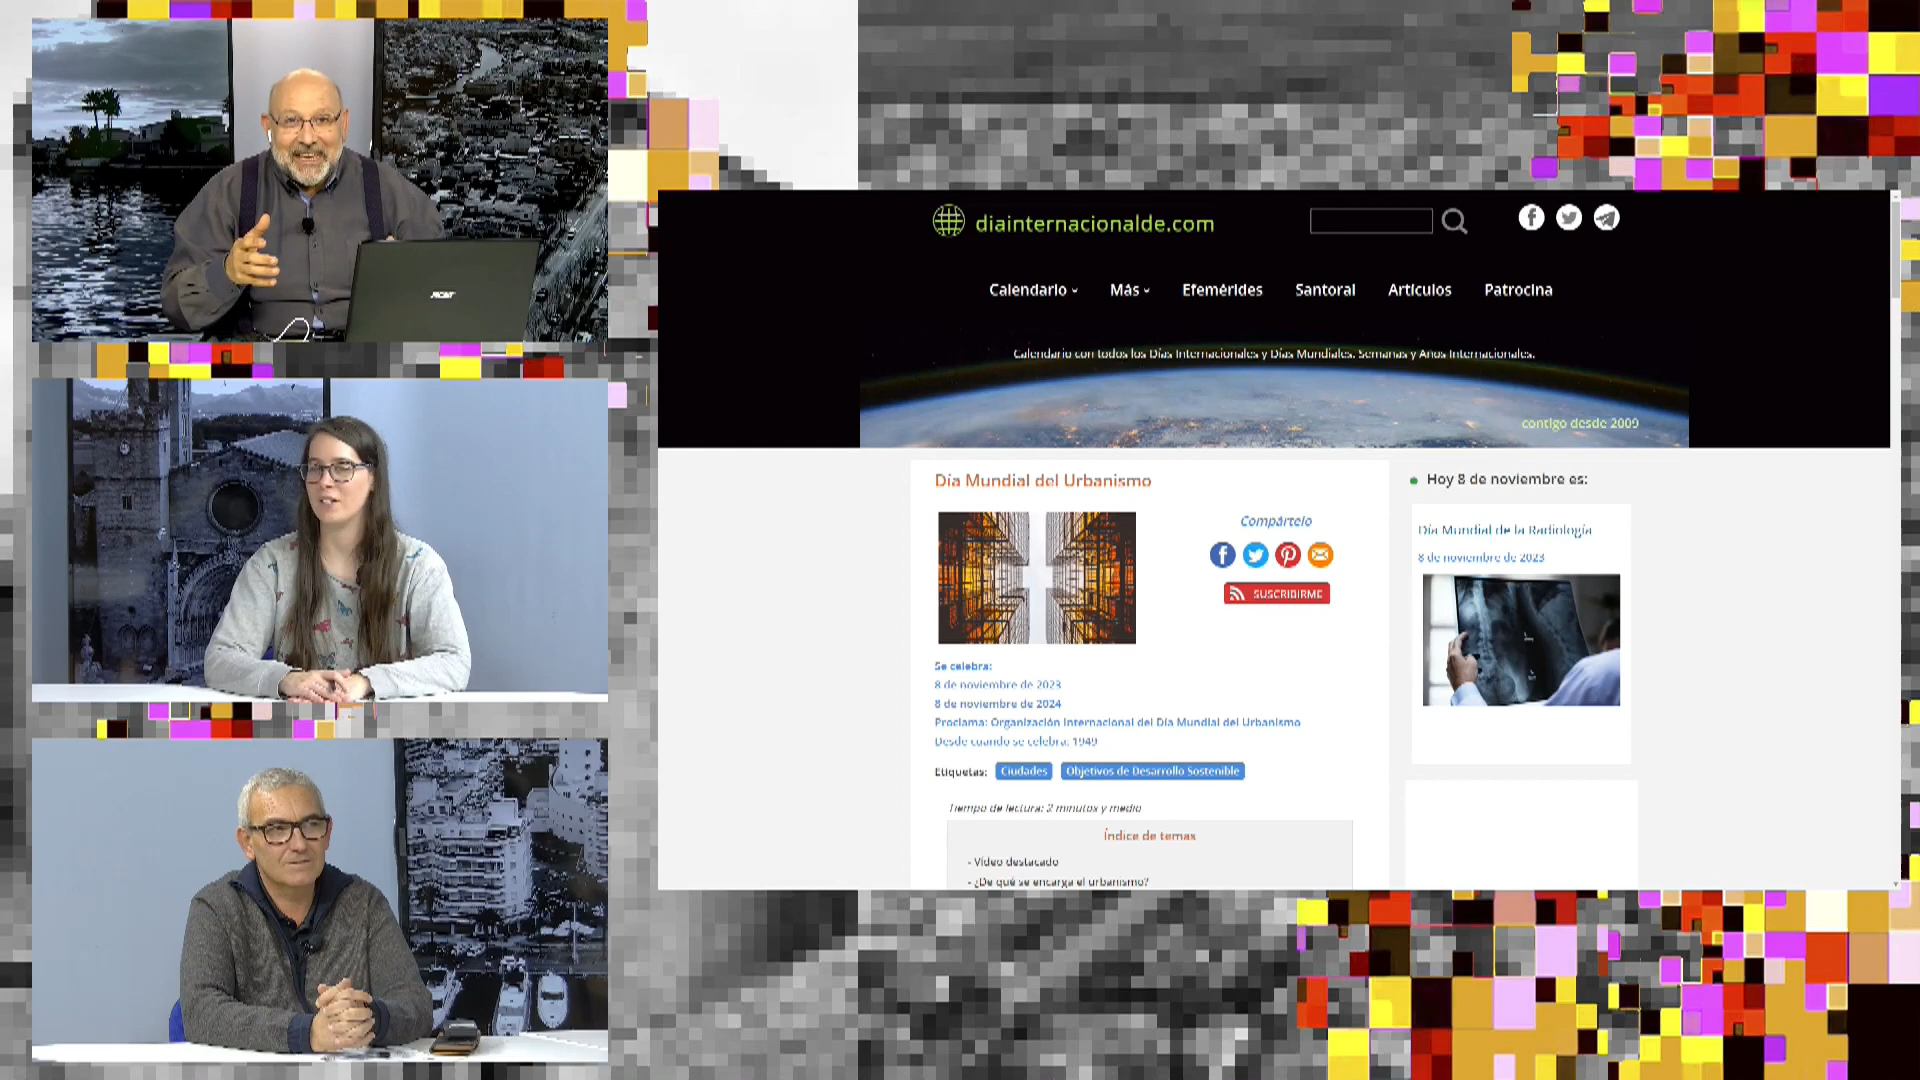 acer
diainternacionalde.com
Calendario
Más
Efemérides
Santoral
Artículos
Patrocina
Calendario con todos los Días Internacionales y Días Mundiales. Semanas y Años Internacionales.
contigo desde 2009
Día Mundial del Urbanismo
Compártelo
SUSCRIBIRME
Se celebra:
8 de noviembre de 2023
8 de noviembre de 2024
Proclama: Organización Internacional del Día Mundial del Urbanismo
Desde cuando se celebra: 1949
Etiquetas: Ciudades Objetivos de Desarrollo Sostenible
Tiempo de lectura: 2 minutos y medio
Índice de temas
- Vídeo destacado
- ¿De qué se encarga el urbanismo?
Hoy 8 de noviembre es:
Día Mundial de la Radiología
8 de noviembre de 2023